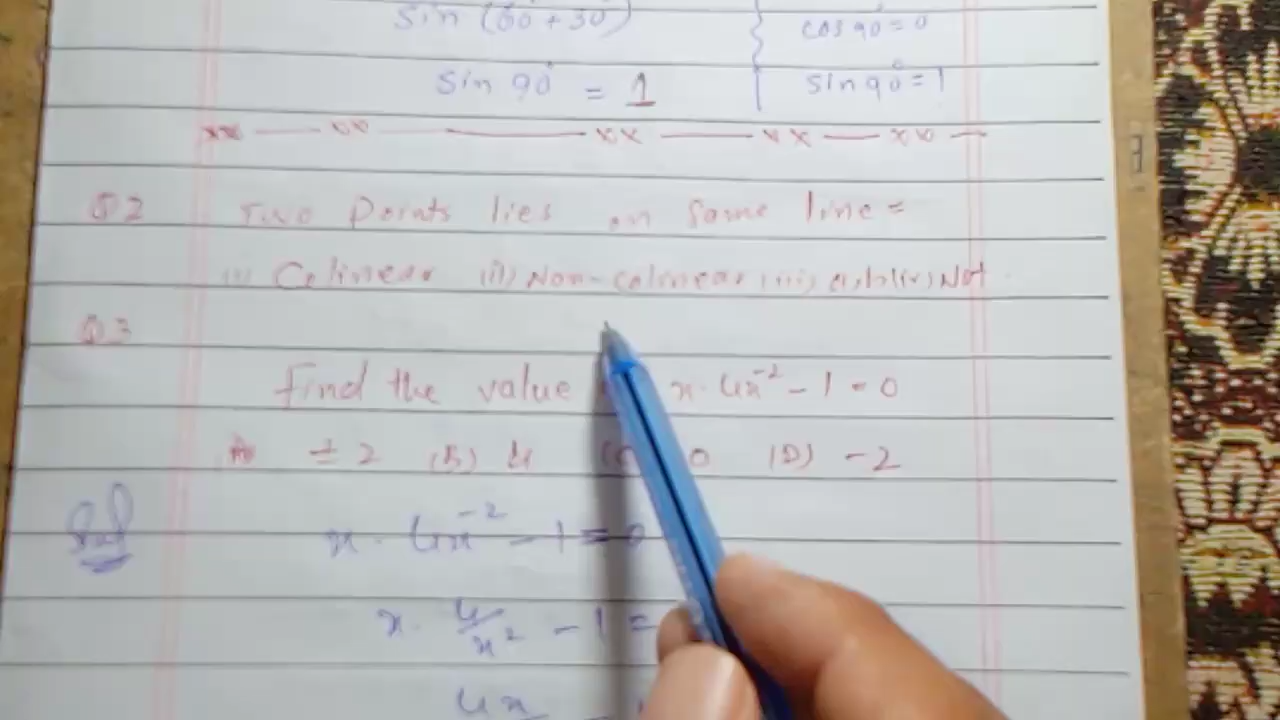 sin (60°+30°)
cos 90° = 0
sin 90° = 1
sin 90° = 1
xx xx xx xx xx
Q2 Two Points lies on Same line =
(i) Colinear (ii) Non-colinear (iii) a,b (iv) Not
Q3
Find the value x · 4x⁻² - 1 = 0
± 2 (B) 4 (C) 0 (D) -2
Sol x · 4x⁻² - 1 = 0
x · 4/x² - 1 =
4x